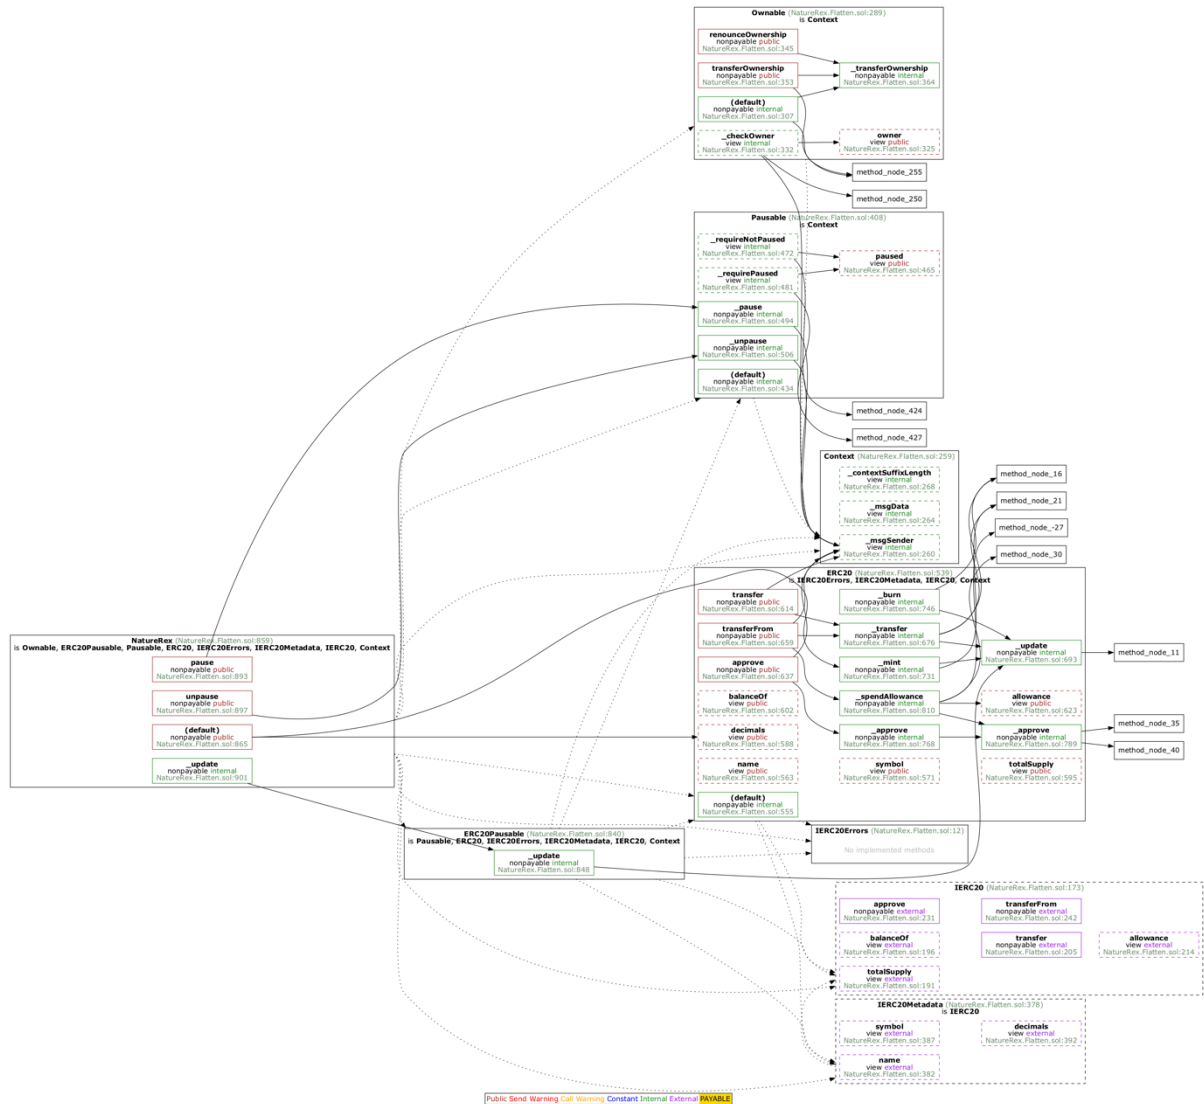 Ownable (NatureRex.Flatten.sol:289)
is Context
renounceOwnership
nonpayable public
NatureRex.Flatten.sol:345
transferOwnership
nonpayable public
NatureRex.Flatten.sol:353
_transferOwnership
nonpayable internal
NatureRex.Flatten.sol:364
(default)
nonpayable internal
NatureRex.Flatten.sol:307
_checkOwner
view internal
NatureRex.Flatten.sol:332
owner
view public
NatureRex.Flatten.sol:325
method_node_255
method_node_250
Pausable (NatureRex.Flatten.sol:408)
is Context
_requireNotPaused
view internal
NatureRex.Flatten.sol:472
paused
view public
NatureRex.Flatten.sol:465
_requirePaused
view internal
NatureRex.Flatten.sol:481
_pause
nonpayable internal
NatureRex.Flatten.sol:494
_unpause
nonpayable internal
NatureRex.Flatten.sol:506
(default)
nonpayable internal
NatureRex.Flatten.sol:434
method_node_424
method_node_427
Context (NatureRex.Flatten.sol:259)
_contextSuffixLength
view internal
NatureRex.Flatten.sol:268
_msgData
view internal
NatureRex.Flatten.sol:264
_msgSender
view internal
NatureRex.Flatten.sol:260
method_node_16
method_node_21
method_node_-27
method_node_30
ERC20 (NatureRex.Flatten.sol:539)
is IERC20Errors, IERC20Metadata, IERC20, Context
transfer
nonpayable public
NatureRex.Flatten.sol:614
_burn
nonpayable internal
NatureRex.Flatten.sol:746
transferFrom
nonpayable public
NatureRex.Flatten.sol:659
_transfer
nonpayable internal
NatureRex.Flatten.sol:676
_update
nonpayable internal
NatureRex.Flatten.sol:693
method_node_11
approve
nonpayable public
NatureRex.Flatten.sol:637
_mint
nonpayable internal
NatureRex.Flatten.sol:731
balanceOf
view public
NatureRex.Flatten.sol:602
_spendAllowance
nonpayable internal
NatureRex.Flatten.sol:810
allowance
view public
NatureRex.Flatten.sol:623
decimals
view public
NatureRex.Flatten.sol:588
_approve
nonpayable internal
NatureRex.Flatten.sol:768
_approve
nonpayable internal
NatureRex.Flatten.sol:789
method_node_35
method_node_40
name
view public
NatureRex.Flatten.sol:563
symbol
view public
NatureRex.Flatten.sol:571
totalSupply
view public
NatureRex.Flatten.sol:595
(default)
nonpayable internal
NatureRex.Flatten.sol:555
NatureRex (NatureRex.Flatten.sol:859)
is Ownable, ERC20Pausable, Pausable, ERC20, IERC20Errors, IERC20Metadata, IERC20, Context
pause
nonpayable public
NatureRex.Flatten.sol:893
unpause
nonpayable public
NatureRex.Flatten.sol:897
(default)
nonpayable public
NatureRex.Flatten.sol:865
_update
nonpayable internal
NatureRex.Flatten.sol:901
ERC20Pausable (NatureRex.Flatten.sol:840)
is Pausable, ERC20, IERC20Errors, IERC20Metadata, IERC20, Context
_update
nonpayable internal
NatureRex.Flatten.sol:848
IERC20Errors (NatureRex.Flatten.sol:12)
No implemented methods
IERC20 (NatureRex.Flatten.sol:173)
approve
nonpayable external
NatureRex.Flatten.sol:231
transferFrom
nonpayable external
NatureRex.Flatten.sol:242
balanceOf
view external
NatureRex.Flatten.sol:196
transfer
nonpayable external
NatureRex.Flatten.sol:205
allowance
view external
NatureRex.Flatten.sol:214
totalSupply
view external
NatureRex.Flatten.sol:191
IERC20Metadata (NatureRex.Flatten.sol:378)
is IERC20
symbol
view external
NatureRex.Flatten.sol:387
decimals
view external
NatureRex.Flatten.sol:392
name
view external
NatureRex.Flatten.sol:382
Public Send Warning Call Warning Constant Internal External PAYABLE